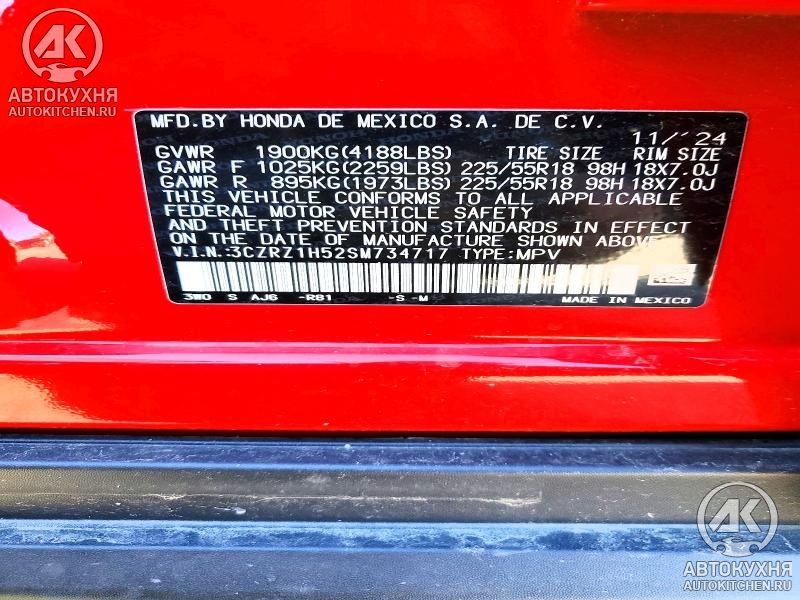 AK
АВТОКУХНЯ
AUTOKITCHEN.RU
MFD.BY HONDA DE MEXICO S.A. DE C.V. 11/'24
GVWR 1900KG(4188LBS) TIRE SIZE RIM SIZE
GAWR F 1025KG(2259LBS) 225/55R18 98H 18X7.0J
GAWR R 895KG(1973LBS) 225/55R18 98H 18X7.0J
THIS VEHICLE CONFORMS TO ALL APPLICABLE
FEDERAL MOTOR VEHICLE SAFETY
AND THEFT PREVENTION STANDARDS IN EFFECT
ON THE DATE OF MANUFACTURE SHOWN ABOVE.
V.I.N.:3CZRZ1H52SM734717 TYPE:MPV
3W0 S AJ6 -R81 -S -M MADE IN MEXICO
AK
АВТОКУХНЯ
AUTOKITCHEN.RU